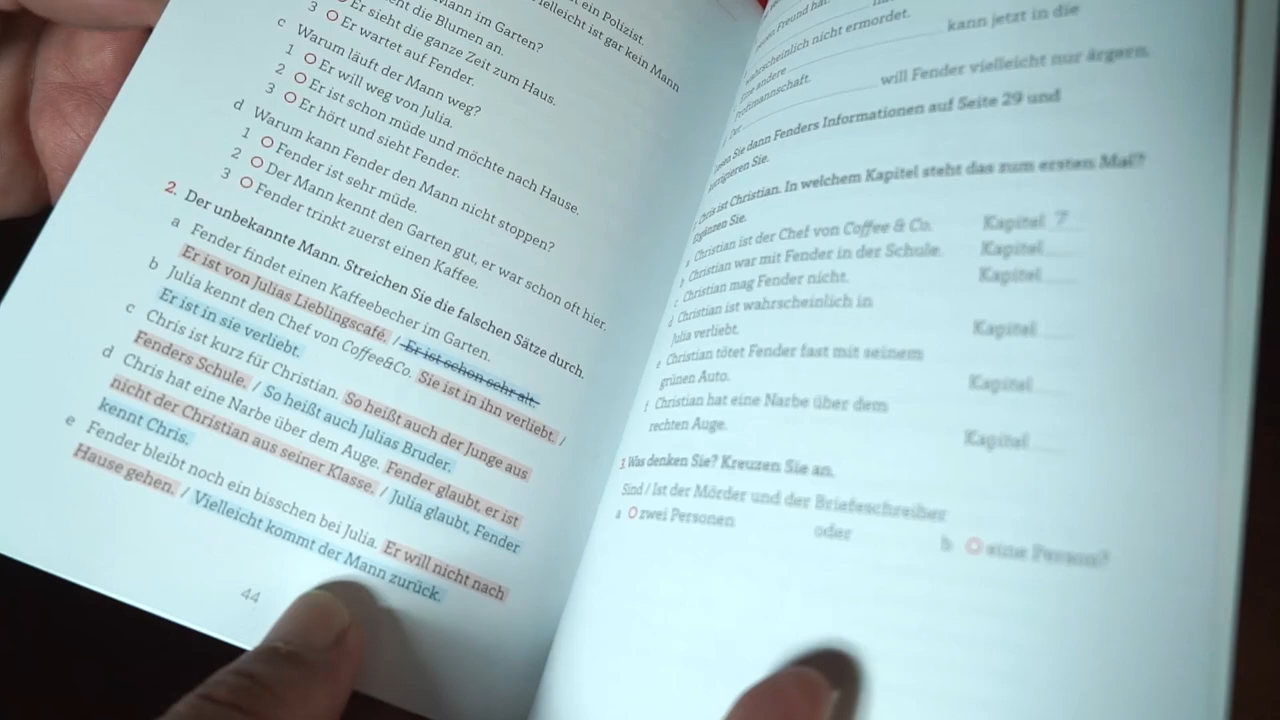 ein Polizist.
Vielleicht ist gar kein Mann
Mann im Garten?
die Blumen an.
Er sieht die ganze Zeit zum Haus.
3 Er wartet auf Fender.
c Warum läuft der Mann weg?
1 Er will weg von Julia.
2 Er ist schon müde und möchte nach Hause.
3 Er hört und sieht Fender.
d Warum kann Fender den Mann nicht stoppen?
1 Fender ist sehr müde.
2 Der Mann kennt den Garten gut, er war schon oft hier.
3 Fender trinkt zuerst einen Kaffee.
2. Der unbekannte Mann. Streichen Sie die falschen Sätze durch.
a Fender findet einen Kaffeebecher im Garten.
Er ist von Julias Lieblingscafé. / Er ist schon sehr alt.
b Julia kennt den Chef von Coffee&Co. Sie ist in ihn verliebt. /
Er ist in sie verliebt.
c Chris ist kurz für Christian. So heißt auch der Junge aus
Fenders Schule. / So heißt auch Julias Bruder.
d Chris hat eine Narbe über dem Auge. Fender glaubt, er ist
nicht der Christian aus seiner Klasse. / Julia glaubt, Fender
kennt Chris.
e Fender bleibt noch ein bisschen bei Julia. Er will nicht nach
Hause gehen. / Vielleicht kommt der Mann zurück.
44
Freund hat
wahrscheinlich nicht ermordet.
Eine andere kann jetzt in die
Profimannschaft.
Der will Fender vielleicht nur ärgern.
Sie dann Fenders Informationen auf Seite 29 und
korrigieren Sie.
Chris ist Christian. In welchem Kapitel steht das zum ersten Mal?
Ergänzen Sie.
a Christian ist der Chef von Coffee & Co. Kapitel 7
b Christian war mit Fender in der Schule. Kapitel
c Christian mag Fender nicht. Kapitel
d Christian ist wahrscheinlich in
Julia verliebt. Kapitel
e Christian tötet Fender fast mit seinem
grünen Auto. Kapitel
f Christian hat eine Narbe über dem
rechten Auge. Kapitel
3. Was denken Sie? Kreuzen Sie an.
Sind / Ist der Mörder und der Briefeschreiber
a zwei Personen oder b eine Person?